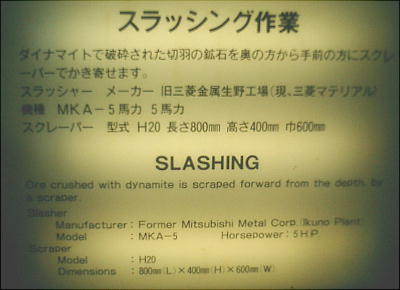 スラッシング作業
ダイナマイトで破砕された切羽の鉱石を奥の方から手前の方にスクレ
ーパーでかき寄せます。
スラッシャー メーカー 旧三菱金属生野工場(現、三菱マテリアル)
機種 MKA-5馬力 5馬力
スクレーパー 型式 H20 長さ800mm 高さ400mm 巾600mm
SLASHING
Ore crushed with dynamite is scraped forward from the depth, by
a scraper.
Slasher
Manufacturer : Former Mitsubishi Metal Corp. (Ikuno Plant)
Model : MKA-5 Horsepower : 5 H.P
Scraper
Model : H20
Dimensions : 800mm(L)×400mm(H)×600mm(W)